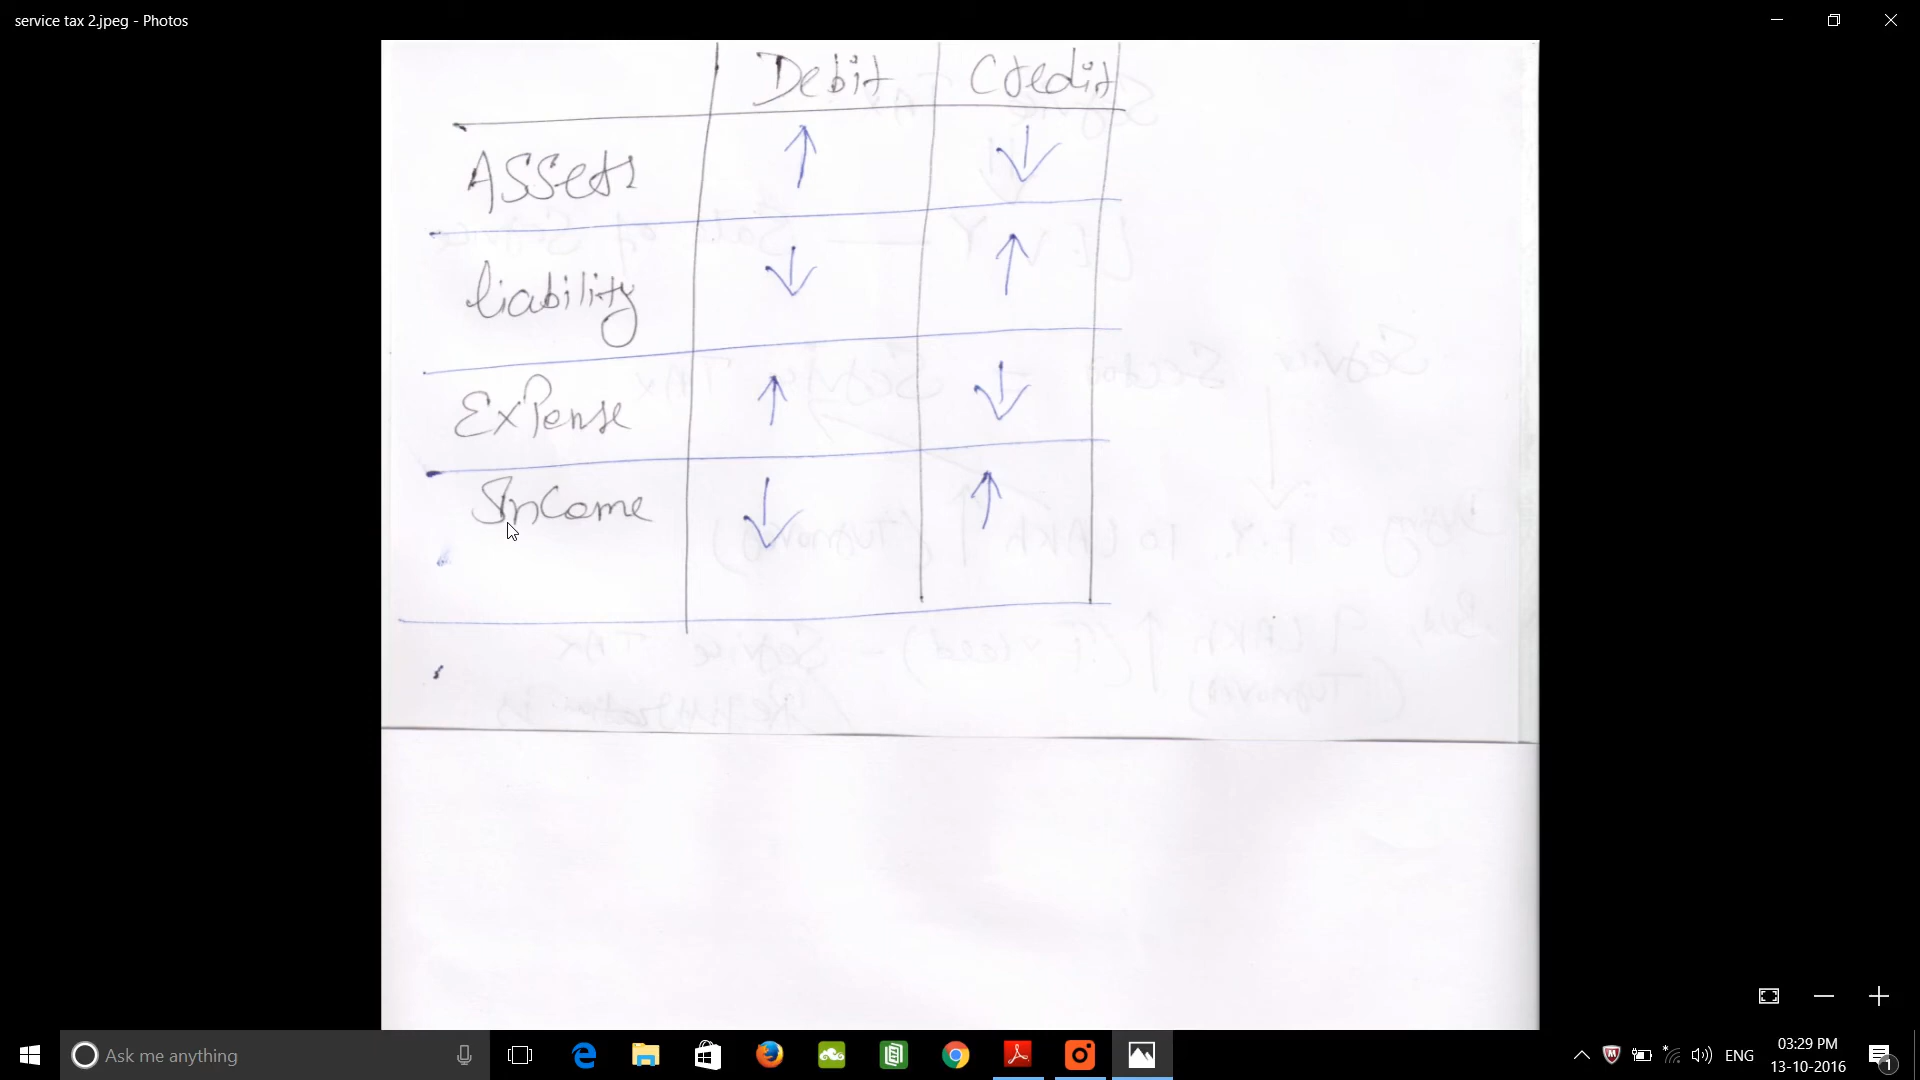 service tax 2.jpeg - Photos
Debit Credit
Assets ↑ ↓
liability ↓ ↑
Expense ↑ ↓
Income ↓ ↑
Ask me anything
ENG
03:29 PM
13-10-2016
1